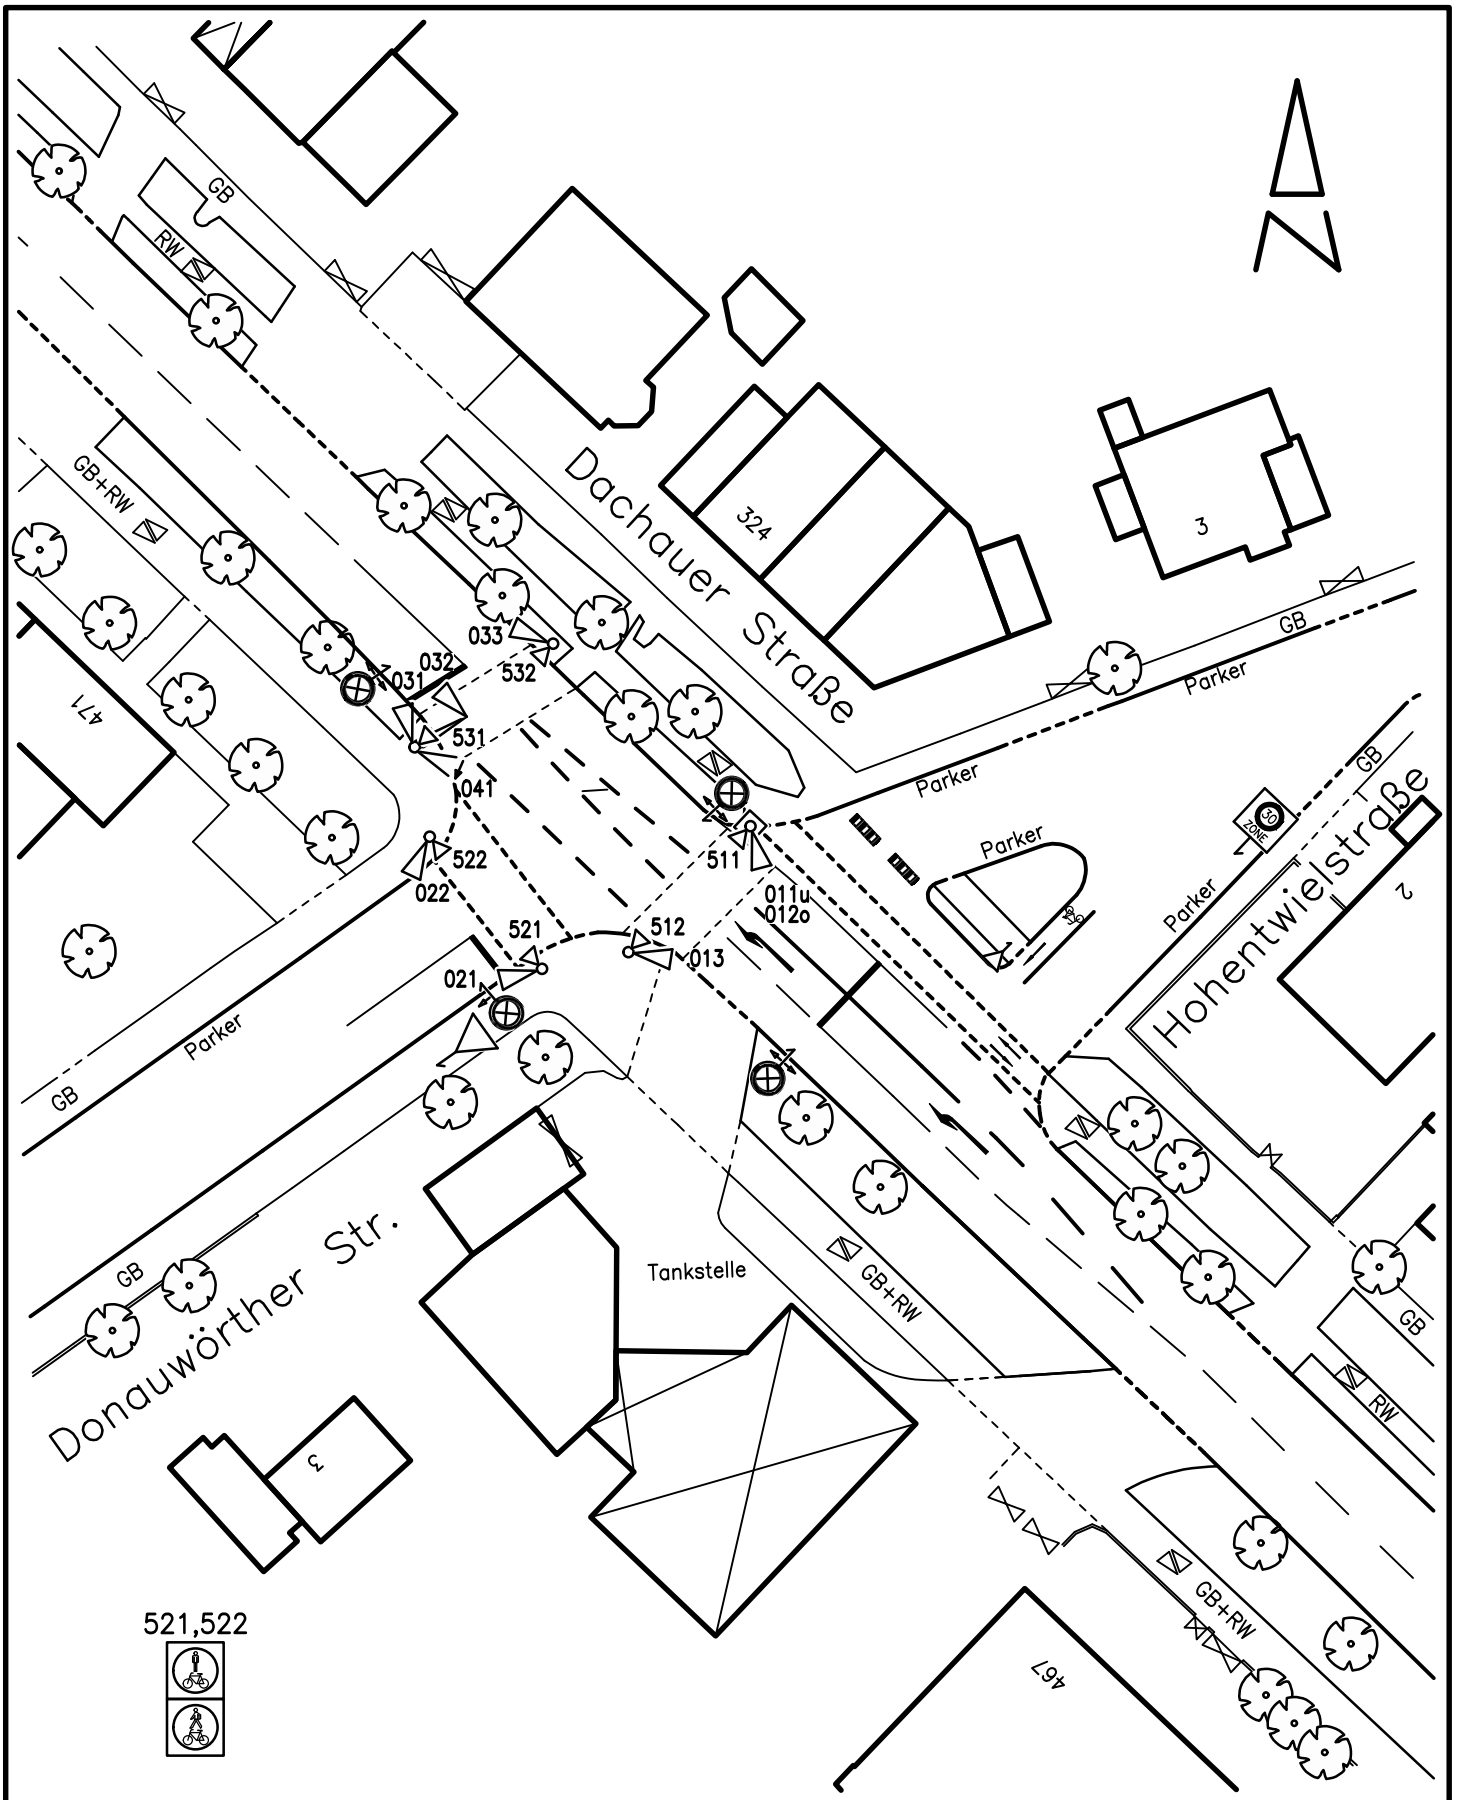 N
GB
RW
GB+RW
Dachauer Straße
324
3
GB
Parker
033
032
532
031
471
531
041
Parker
GB
30
ZONE
Parker
522
511
022
011u
012o
Parker
2
521
512
013
021
Hohentwielstraße
Parker
GB
GB
Tankstelle
GB+RW
GB
Donauwörther Str.
RW
3
GB+RW
521,522
467